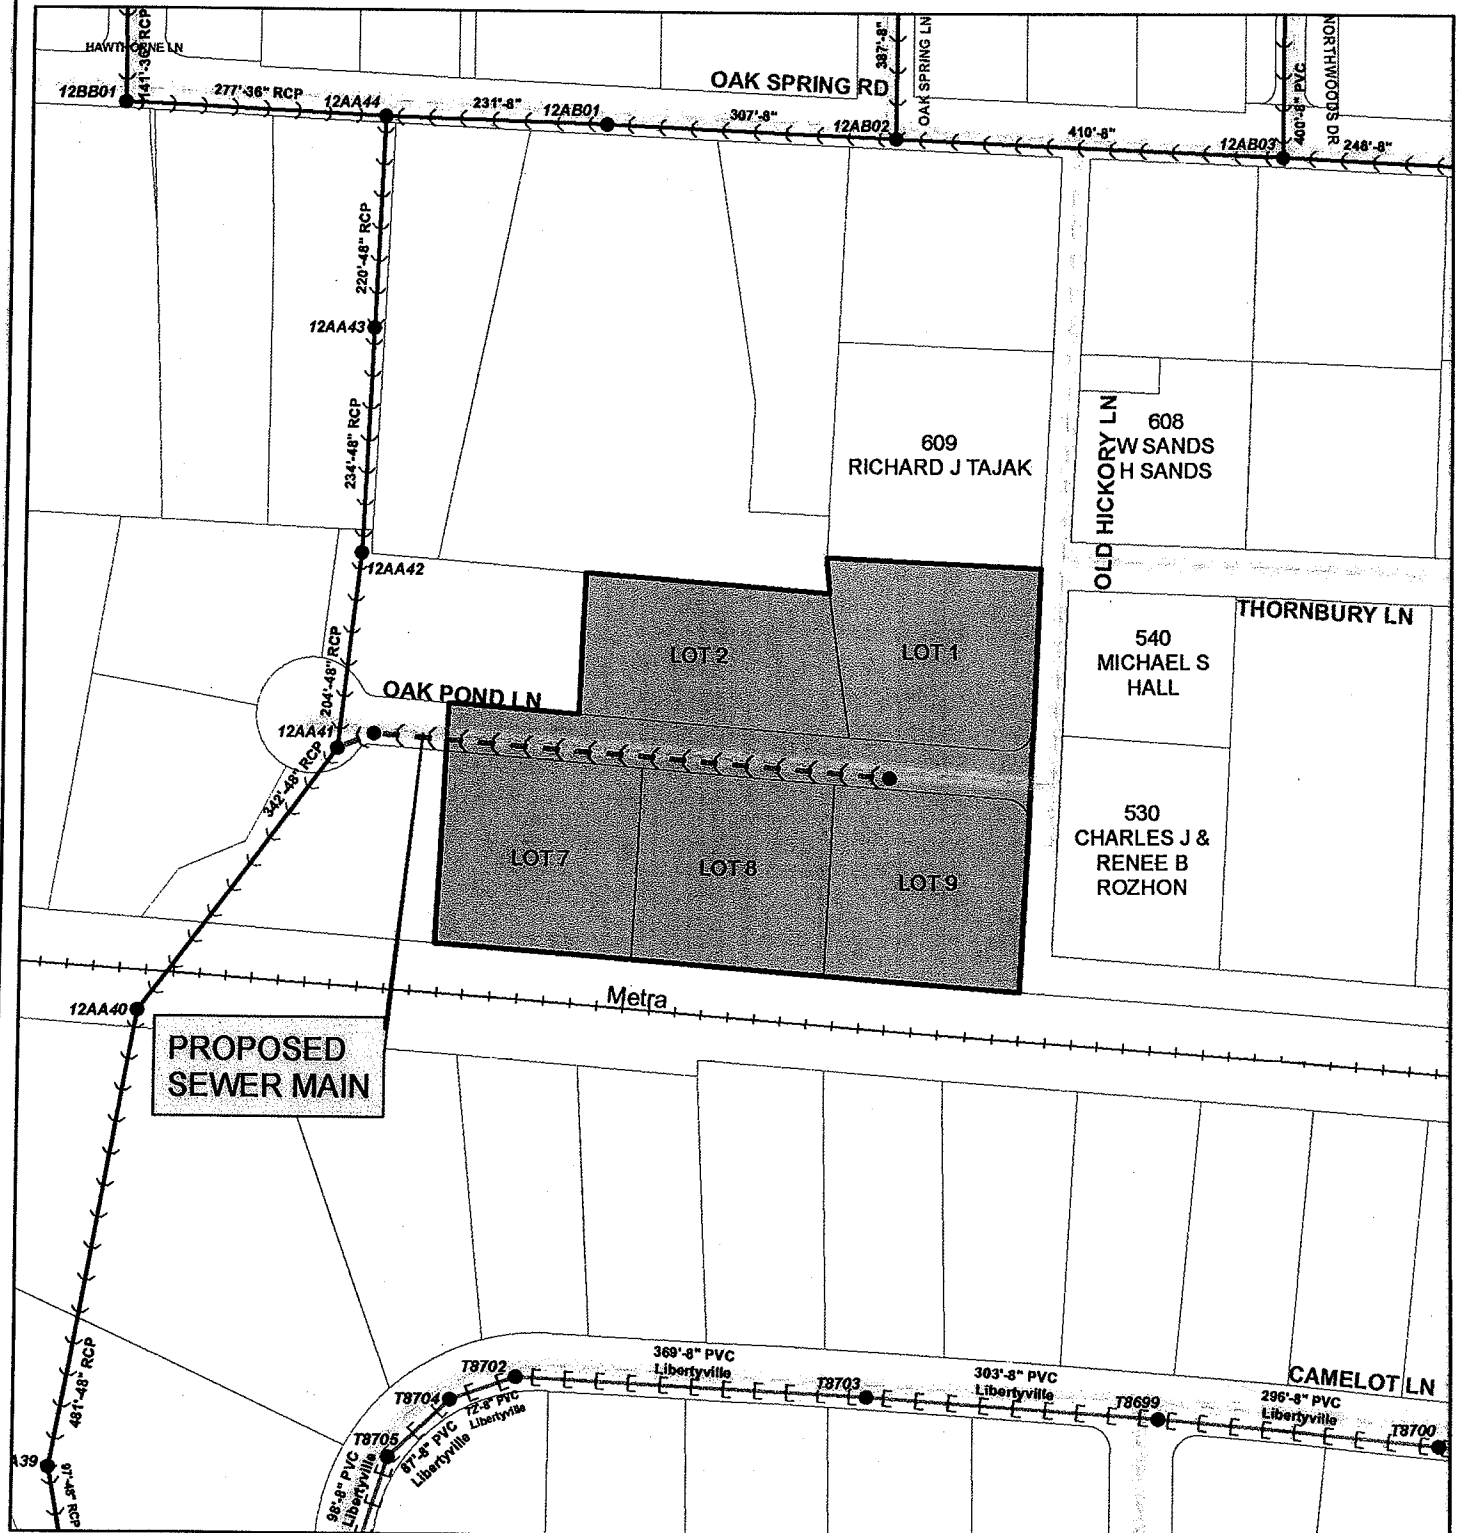 HAWTHORNE LN
141'-36" RCP
387'-8"
OAK SPRING LN
NORTHWOODS DR
400'-8" PVC
OAK SPRING RD
12BB01
277'-36" RCP
12AA44
231'-8"
12AB01
307'-8"
12AB02
410'-8"
12AB03
220'-48" RCP
12AA43
234'-48" RCP
609
RICHARD J TAJAK
OLD HICKORY LN
608
W SANDS
H SANDS
12AA42
THORNBURY LN
LOT 2
LOT 1
540
MICHAEL S
HALL
204'-48" RCP
OAK POND LN
12AA41
342'-48" RCP
530
CHARLES J &
RENEE B
ROZHON
LOT 7
LOT 8
LOT 9
Metra
12AA40
PROPOSED
SEWER MAIN
481'-48" RCP
T8702
369'-8" PVC
Libertyville
T8703
303'-8" PVC
Libertyville
T8699
CAMELOT LN
296'-8" PVC
Libertyville
T8700
T8704
72'-8" PVC
Libertyville
T8705
87'-8" PVC
Libertyville
98'-8" PVC
Libertyville
A39
97'-48" RCP